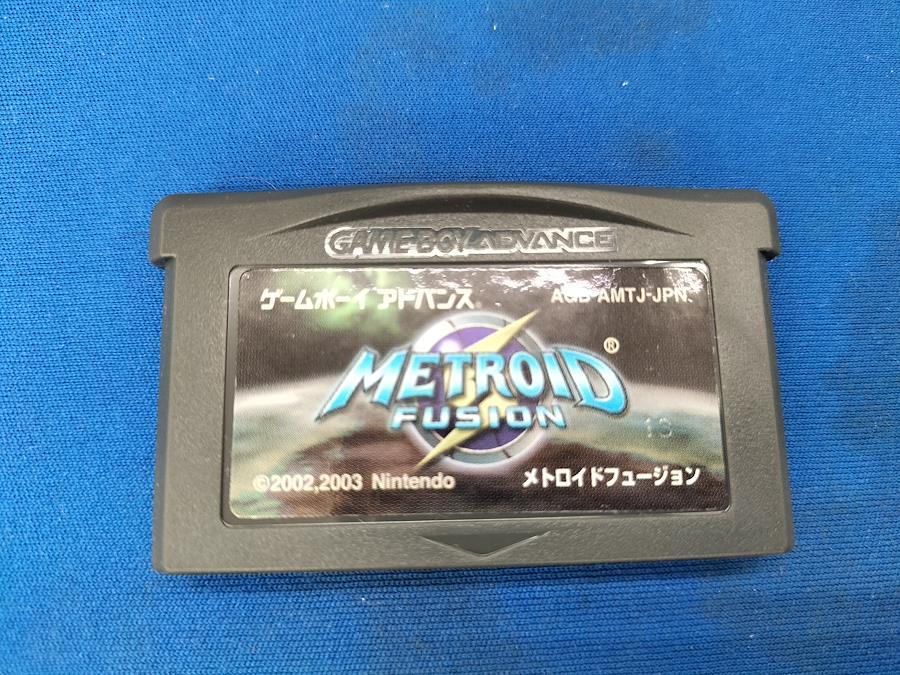 GAME BOY ADVANCE
ゲームボーイアドバンス®
AGB-AMTJ-JPN
METROID®
FUSION
13
©2002,2003 Nintendo
メトロイドフュージョン